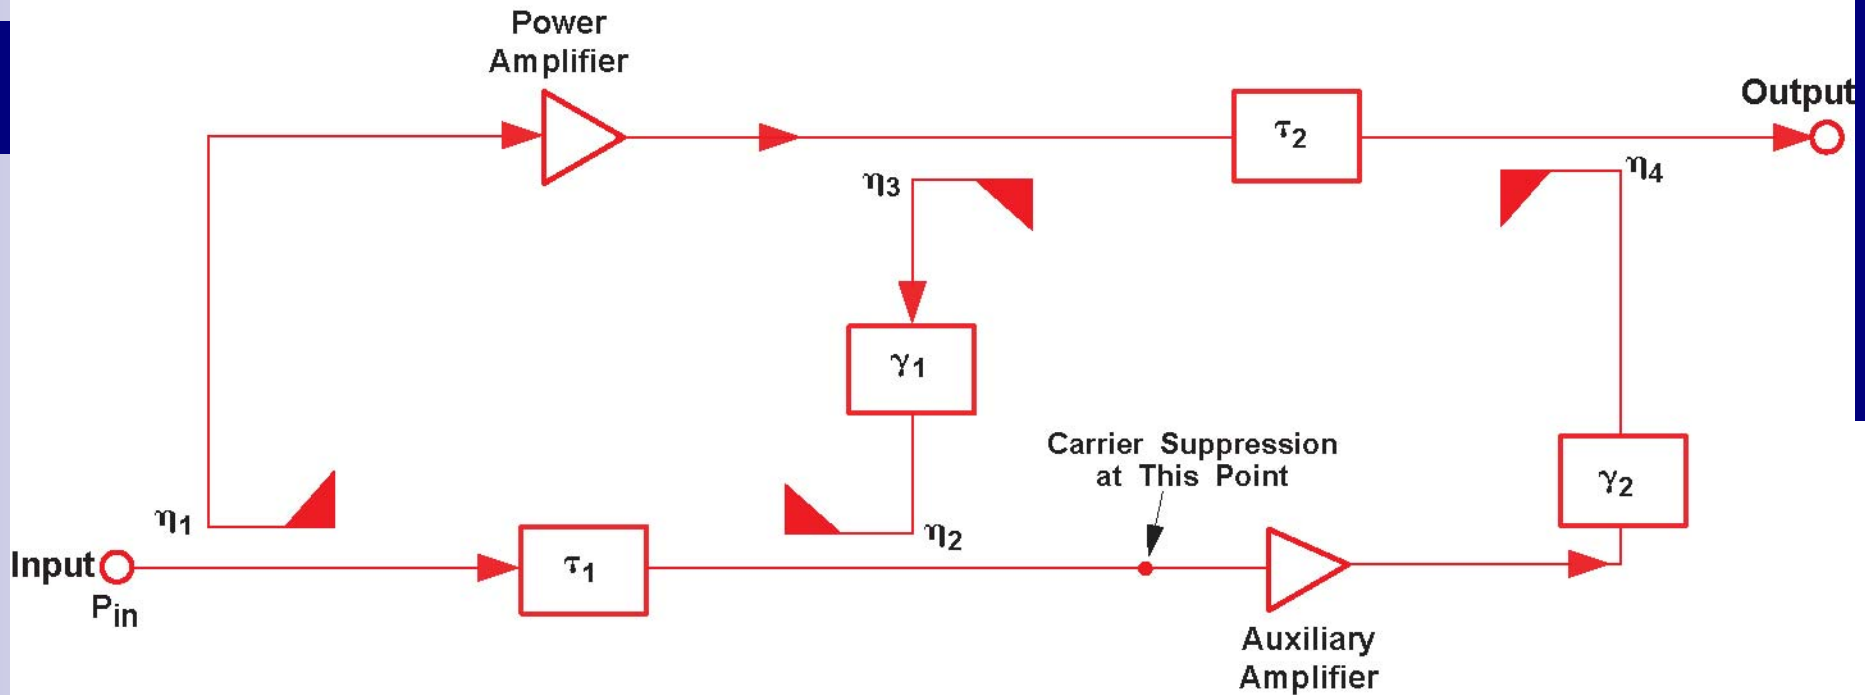 Power
Amplifier
Output
τ2
η3
η4
γ1
Carrier Suppression
at This Point
γ2
η1
η2
Input
τ1
Pin
Auxiliary
Amplifier